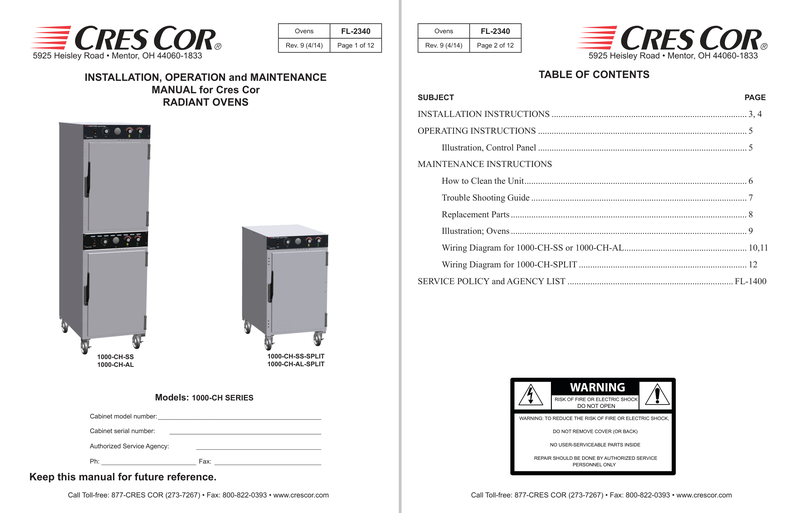 CRES COR®
5925 Heisley Road • Mentor, OH 44060-1833
Ovens FL-2340
Rev. 9 (4/14) Page 1 of 12
INSTALLATION, OPERATION and MAINTENANCE
MANUAL for Cres Cor
RADIANT OVENS
1000-CH-SS
1000-CH-AL
1000-CH-SS-SPLIT
1000-CH-AL-SPLIT
Models: 1000-CH SERIES
Cabinet model number:
Cabinet serial number:
Authorized Service Agency:
Ph: Fax:
Keep this manual for future reference.
Call Toll-free: 877-CRES COR (273-7267) • Fax: 800-822-0393 • www.crescor.com
Ovens FL-2340
Rev. 9 (4/14) Page 2 of 12
CRES COR®
5925 Heisley Road • Mentor, OH 44060-1833
TABLE OF CONTENTS
SUBJECT PAGE
INSTALLATION INSTRUCTIONS ... 3, 4
OPERATING INSTRUCTIONS ... 5
Illustration, Control Panel ... 5
MAINTENANCE INSTRUCTIONS
How to Clean the Unit ... 6
Trouble Shooting Guide ... 7
Replacement Parts ... 8
Illustration; Ovens ... 9
Wiring Diagram for 1000-CH-SS or 1000-CH-AL ... 10,11
Wiring Diagram for 1000-CH-SPLIT ... 12
SERVICE POLICY and AGENCY LIST ... FL-1400
WARNING
RISK OF FIRE OR ELECTRIC SHOCK
DO NOT OPEN
WARNING: TO REDUCE THE RISK OF FIRE OR ELECTRIC SHOCK,
DO NOT REMOVE COVER (OR BACK)
NO USER-SERVICEABLE PARTS INSIDE
REPAIR SHOULD BE DONE BY AUTHORIZED SERVICE
PERSONNEL ONLY
Call Toll-free: 877-CRES COR (273-7267) • Fax: 800-822-0393 • www.crescor.com